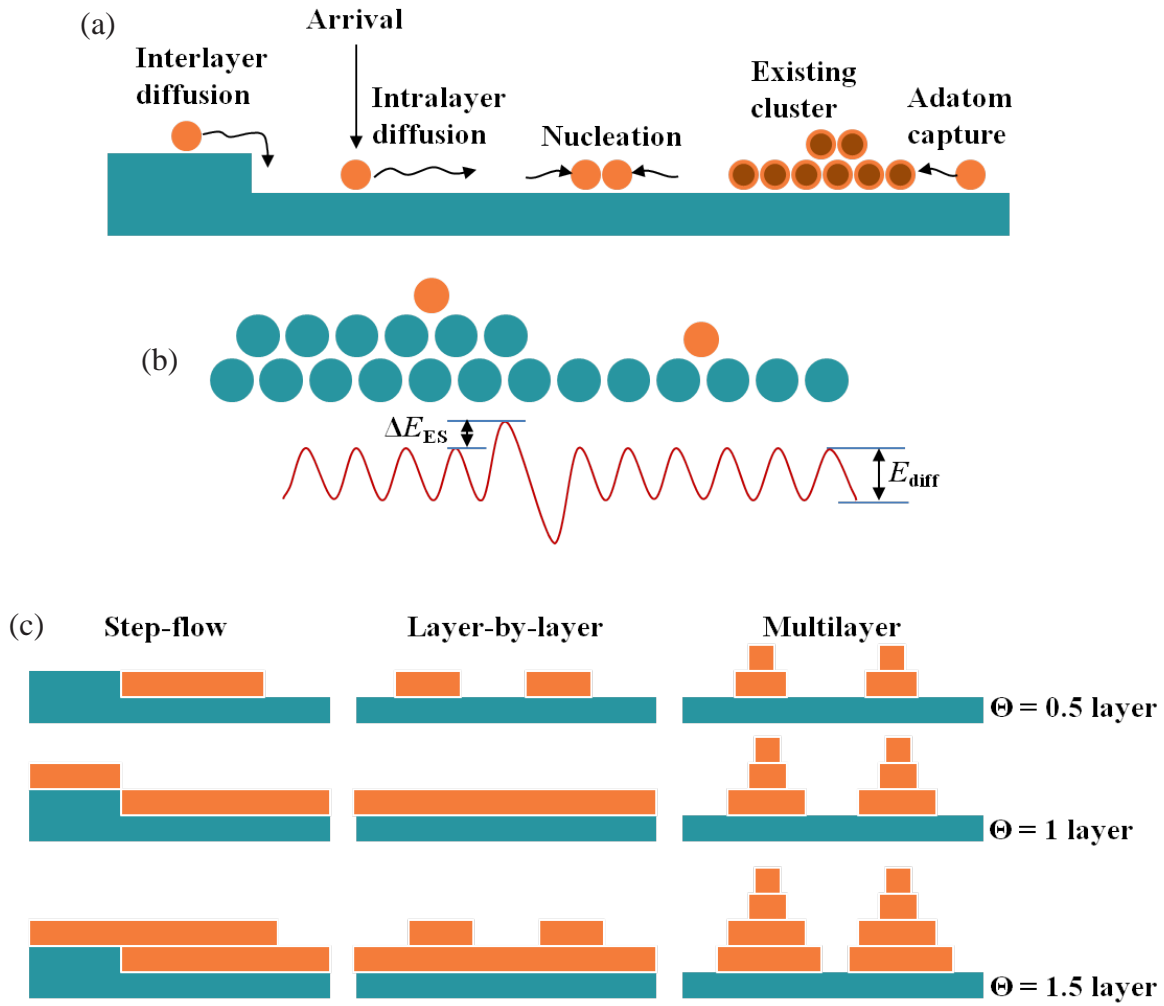 (a)
Arrival
Interlayer
diffusion
Intralayer
diffusion
Nucleation
Existing
cluster
Adatom
capture
(b)
ΔE_ES
E_diff
(c)
Step-flow
Layer-by-layer
Multilayer
Θ = 0.5 layer
Θ = 1 layer
Θ = 1.5 layer